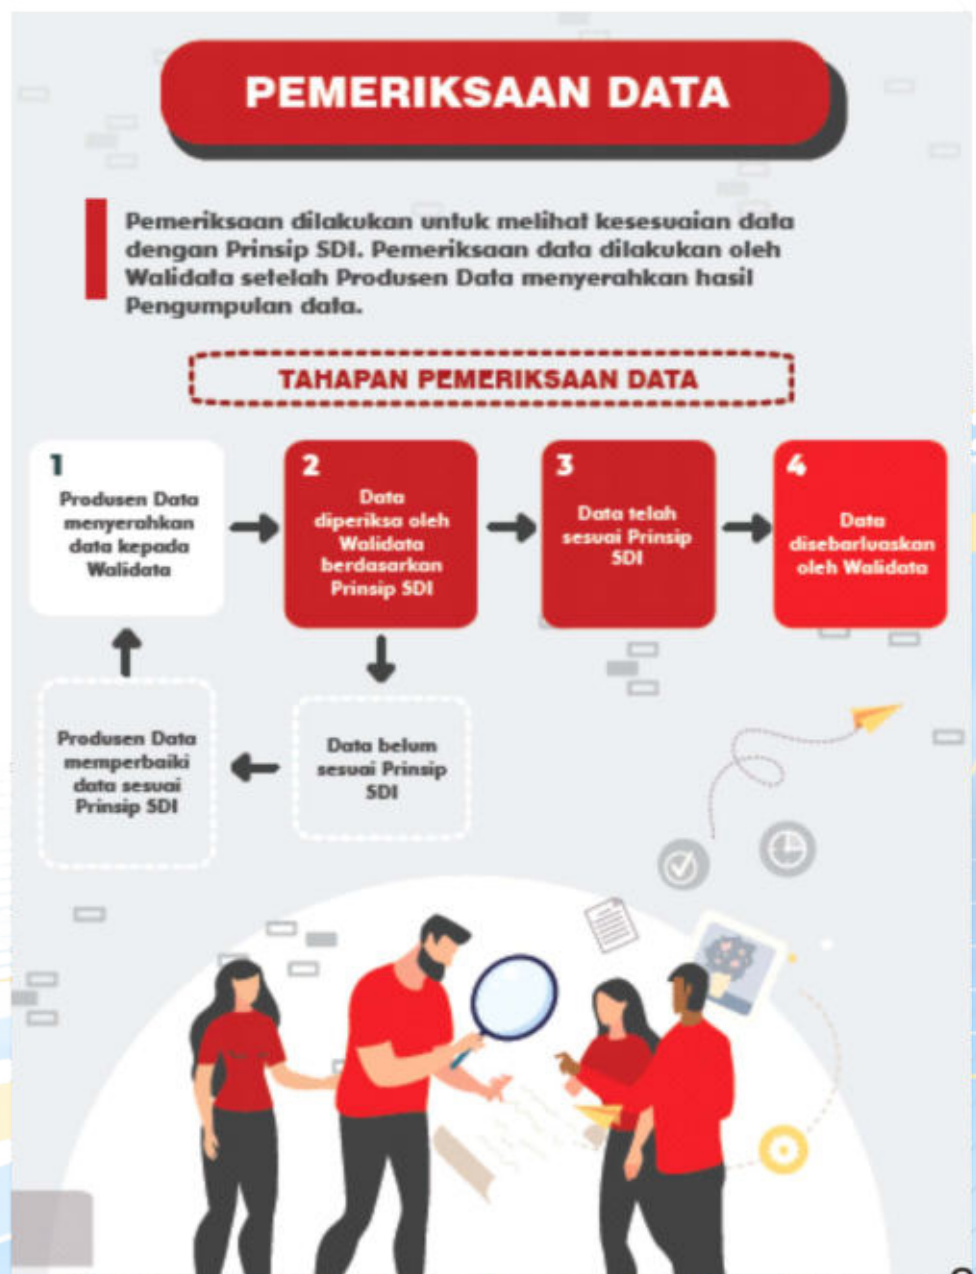 PEMERIKSAAN DATA
Pemeriksaan dilakukan untuk melihat kesesuaian data
dengan Prinsip SDI. Pemeriksaan data dilakukan oleh
Walidata setelah Produsen Data menyerahkan hasil
Pengumpulan data.
TAHAPAN PEMERIKSAAN DATA
1
Produsen Data
menyerahkan
data kepada
Walidata
2
Data
diperiksa oleh
Walidata
berdasarkan
Prinsip SDI
3
Data telah
sesuai Prinsip
SDI
4
Data
disebarluaskan
oleh Walidata
Data belum
sesuai Prinsip
SDI
Produsen Data
memperbaiki
data sesuai
Prinsip SDI